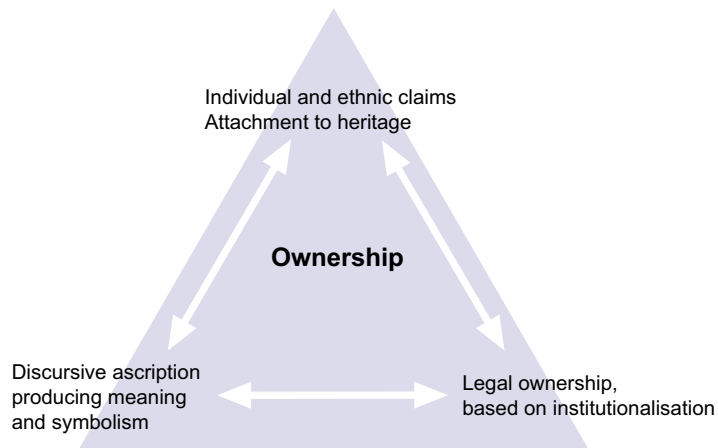 Individual and ethnic claims
Attachment to heritage
Ownership
Discursive ascription
producing meaning
and symbolism
Legal ownership,
based on institutionalisation